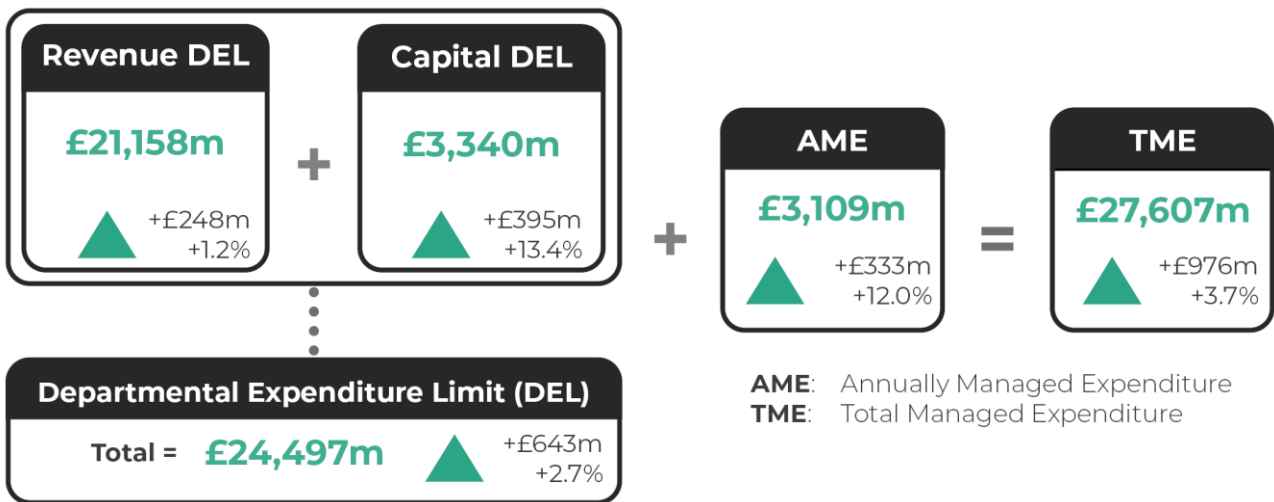 Revenue DEL
£21,158m
+£248m
+1.2%
+
Capital DEL
£3,340m
+£395m
+13.4%
+
AME
£3,109m
+£333m
+12.0%
=
TME
£27,607m
+£976m
+3.7%
Departmental Expenditure Limit (DEL)
Total = £24,497m
+£643m
+2.7%
AME: Annually Managed Expenditure
TME: Total Managed Expenditure